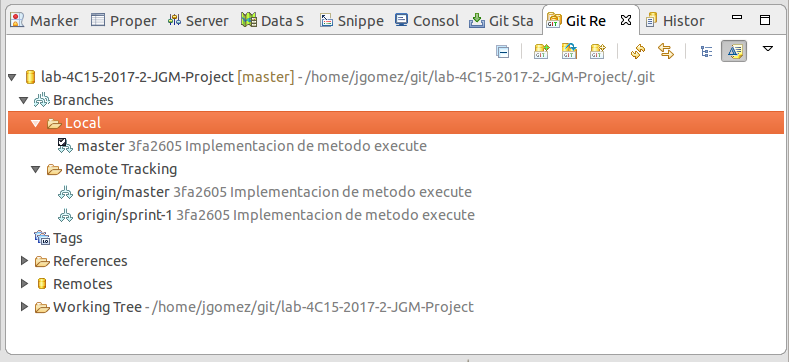 Marker Proper Server Data S Snippe Consol Git Sta Git Re Histor
lab-4C15-2017-2-JGM-Project [master] - /home/jgomez/git/lab-4C15-2017-2-JGM-Project/.git
Branches
Local
master 3fa2605 Implementacion de metodo execute
Remote Tracking
origin/master 3fa2605 Implementacion de metodo execute
origin/sprint-1 3fa2605 Implementacion de metodo execute
Tags
References
Remotes
Working Tree - /home/jgomez/git/lab-4C15-2017-2-JGM-Project